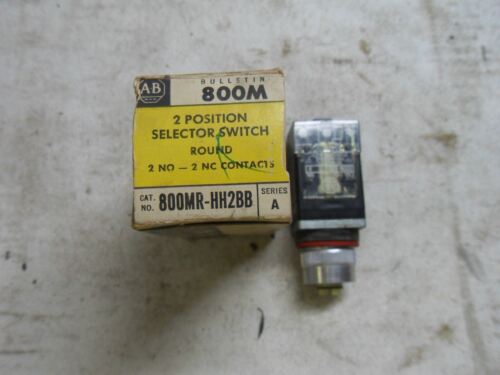 AB
BULLETIN
800M
2 POSITION
SELECTOR SWITCH
ROUND
2 NO — 2 NC CONTACTS
CAT. NO. 800MR-HH2BB
SERIES A